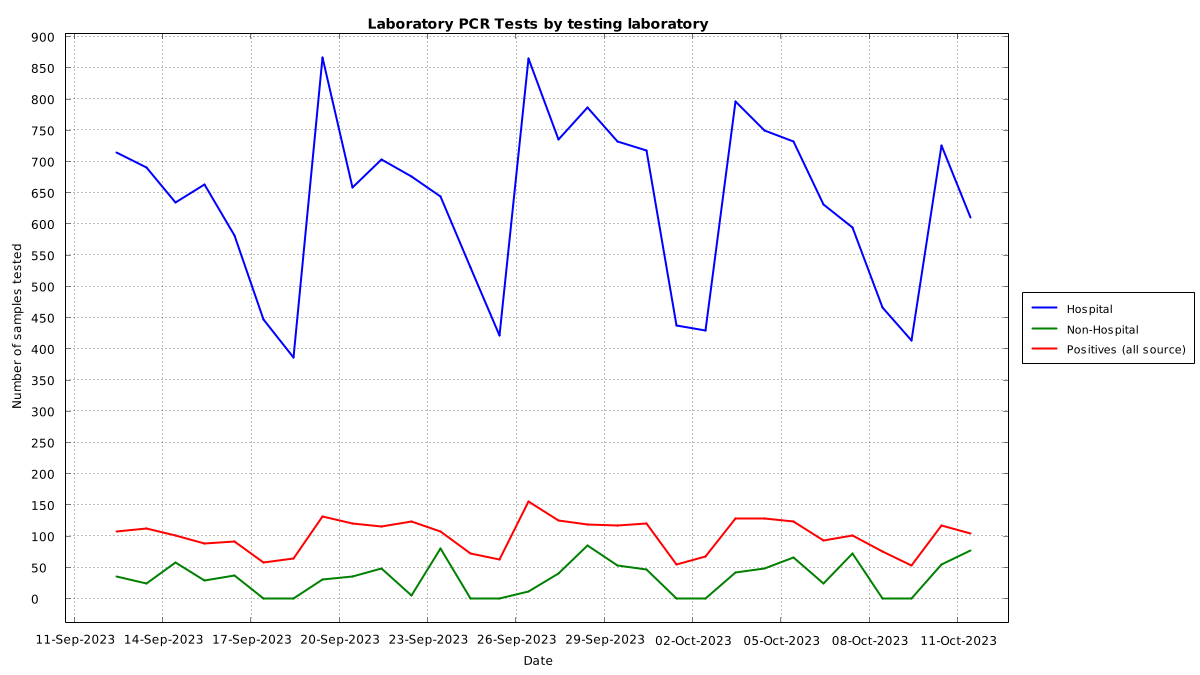 Laboratory PCR Tests by testing laboratory
900
850
800
750
700
650
600
550
500
450
400
350
300
250
200
150
100
50
0
Number of samples tested
11-Sep-2023 14-Sep-2023 17-Sep-2023 20-Sep-2023 23-Sep-2023 26-Sep-2023 29-Sep-2023 02-Oct-2023 05-Oct-2023 08-Oct-2023 11-Oct-2023
Date
Hospital
Non-Hospital
Positives (all source)